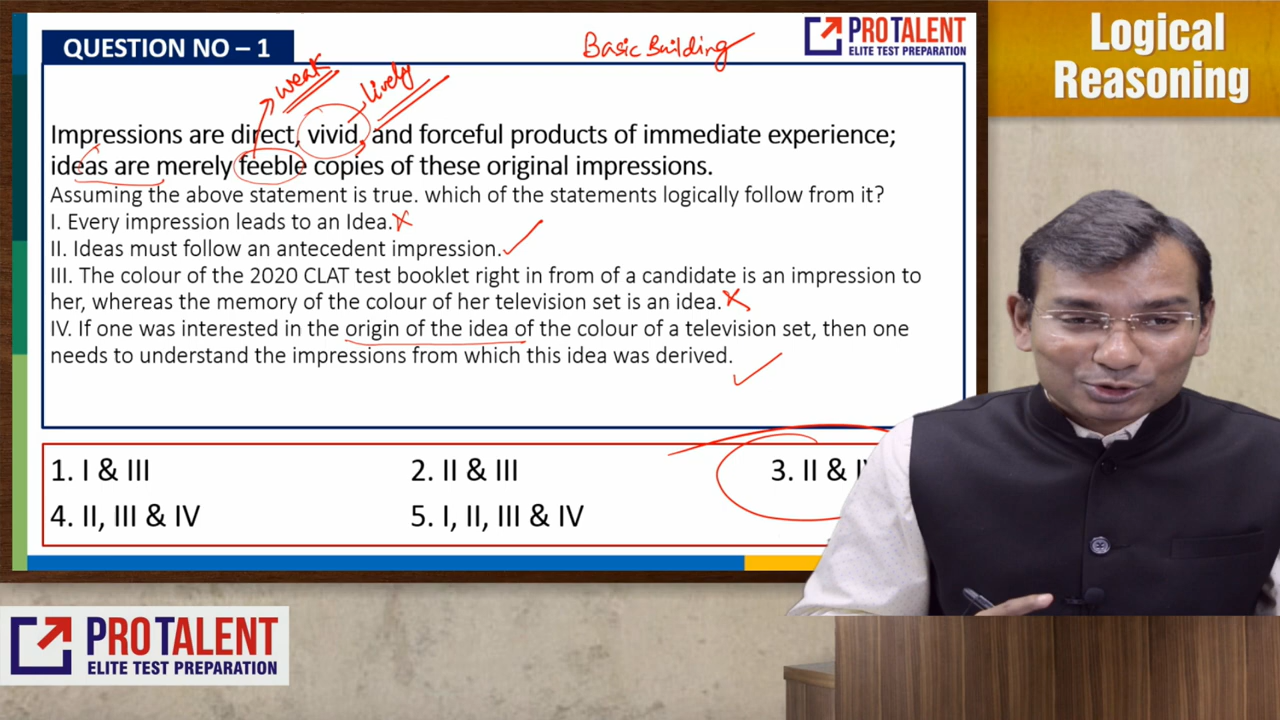 QUESTION NO – 1
Basic Building
PRO TALENT
ELITE TEST PREPARATION
Logical
Reasoning
weak
lively
Impressions are direct, vivid, and forceful products of immediate experience;
ideas are merely feeble copies of these original impressions.
Assuming the above statement is true. which of the statements logically follow from it?
I. Every impression leads to an Idea.
II. Ideas must follow an antecedent impression.
III. The colour of the 2020 CLAT test booklet right in from of a candidate is an impression to
her, whereas the memory of the colour of her television set is an idea.
IV. If one was interested in the origin of the idea of the colour of a television set, then one
needs to understand the impressions from which this idea was derived.
1. I & III
2. II & III
3. II &
4. II, III & IV
5. I, II, III & IV
PRO TALENT
ELITE TEST PREPARATION